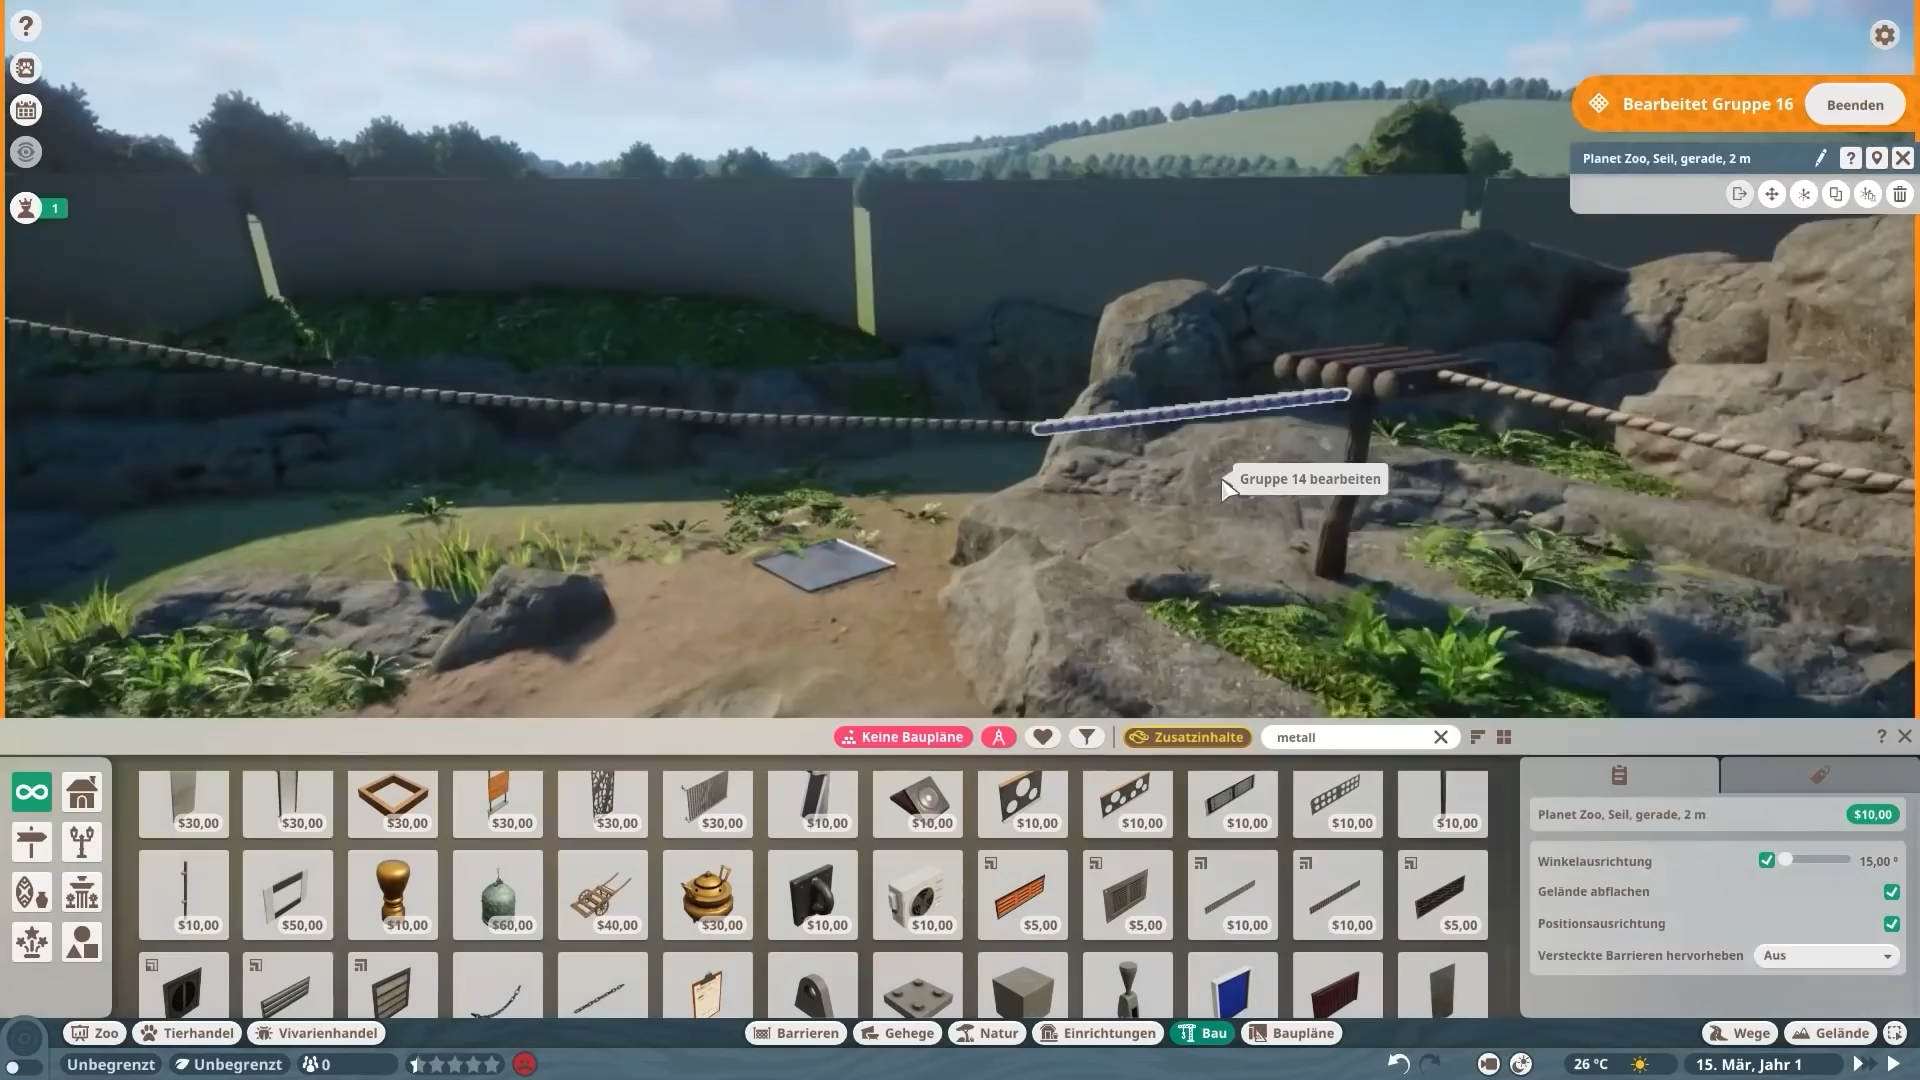 ?
Bearbeitet Gruppe 16
Beenden
Planet Zoo, Seil, gerade, 2 m
?
1
Gruppe 14 bearbeiten
Keine Baupläne
Zusatzinhalte
metall
?
$30,00
$30,00
$30,00
$30,00
$30,00
$30,00
$10,00
$10,00
$10,00
$10,00
$10,00
$10,00
$10,00
$10,00
$50,00
$10,00
$60,00
$40,00
$30,00
$10,00
$10,00
$5,00
$5,00
$10,00
$10,00
$5,00
Planet Zoo, Seil, gerade, 2 m
$10,00
Winkelausrichtung
15,00 °
Gelände abflachen
Positionsausrichtung
Versteckte Barrieren hervorheben
Aus
Zoo
Tierhandel
Vivarienhandel
Barrieren
Gehege
Natur
Einrichtungen
Bau
Baupläne
Wege
Gelände
Unbegrenzt
Unbegrenzt
0
26 °C
15. Mär, Jahr 1